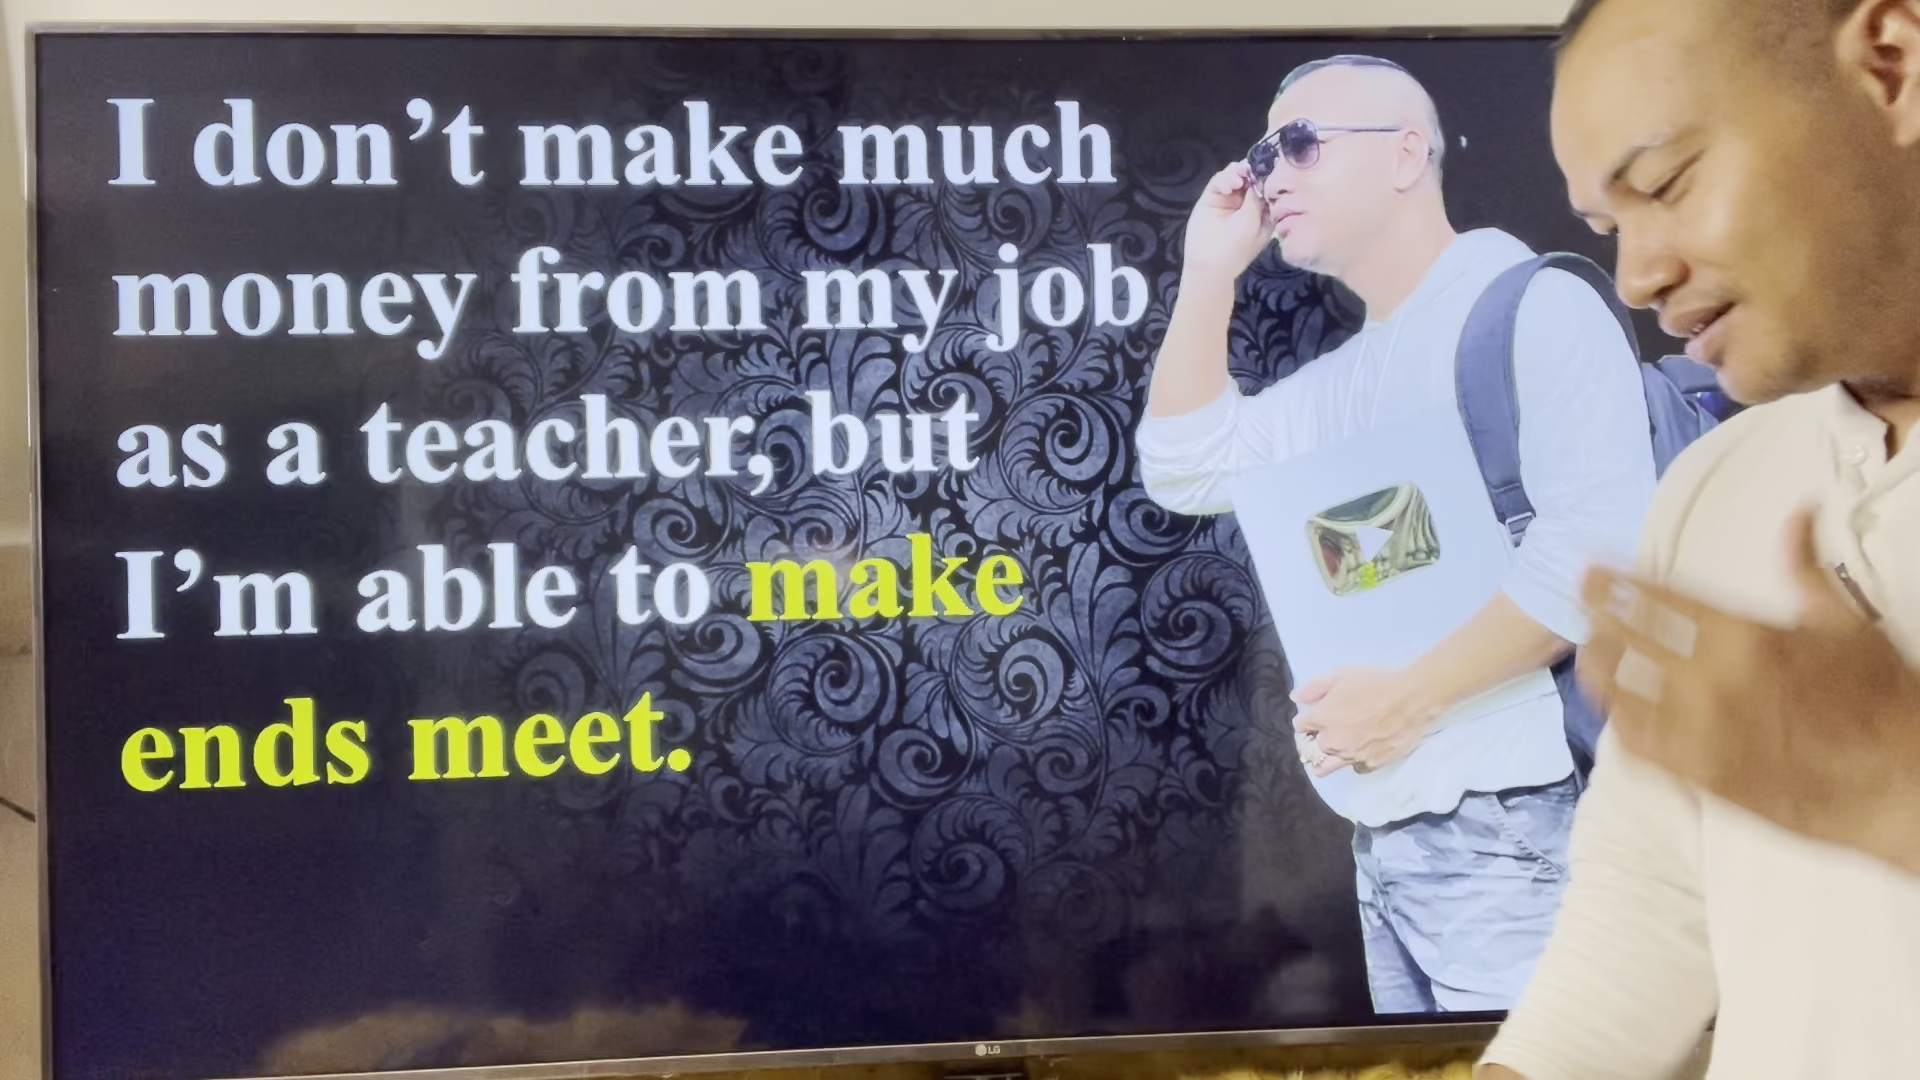 I don’t make much
money from my job
as a teacher, but
I’m able to make
ends meet.
LG